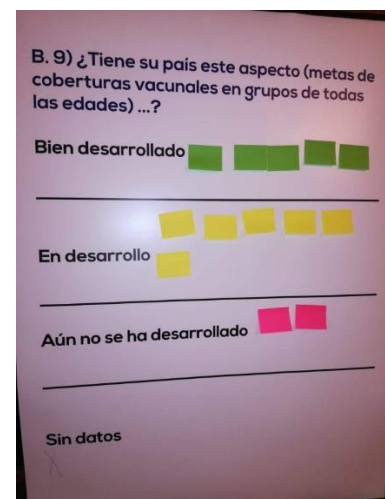 B. 9) ¿Tiene su país este aspecto (metas de
coberturas vacunales en grupos de todas
las edades) ...?
Bien desarrollado
En desarrollo
Aún no se ha desarrollado
Sin datos
X